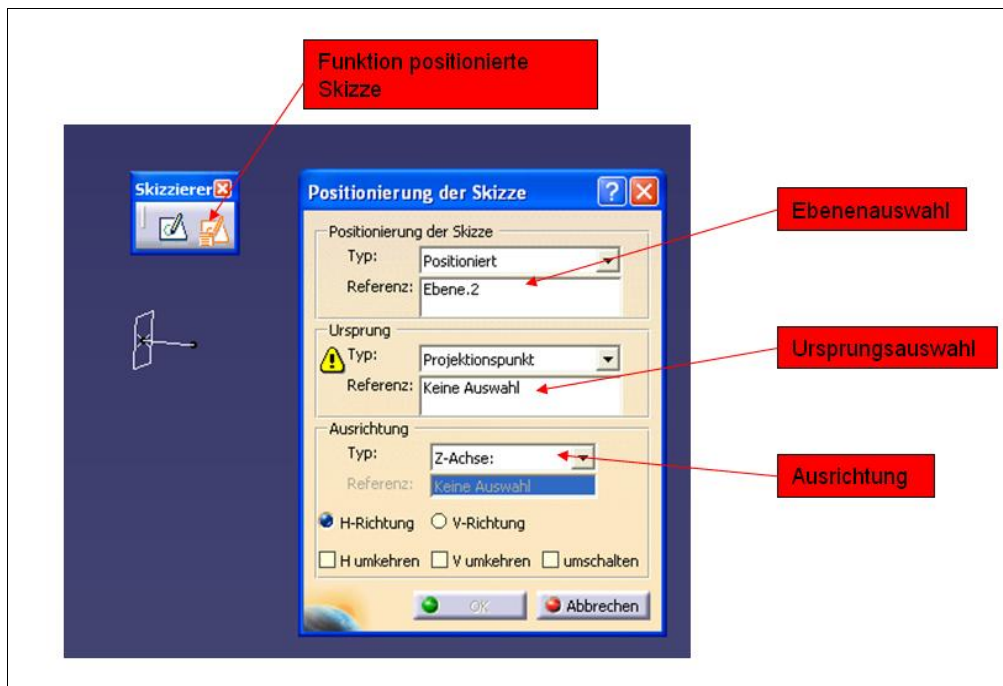 Funktion positionierte
Skizze
Skizzierer
Positionierung der Skizze
Positionierung der Skizze
Typ: Positioniert
Referenz: Ebene.2
Ebenenauswahl
Ursprung
Typ: Projektionspunkt
Referenz: Keine Auswahl
Ursprungsauswahl
Ausrichtung
Typ: Z-Achse:
Referenz: Keine Auswahl
Ausrichtung
H-Richtung V-Richtung
H umkehren V umkehren umschalten
OK Abbrechen